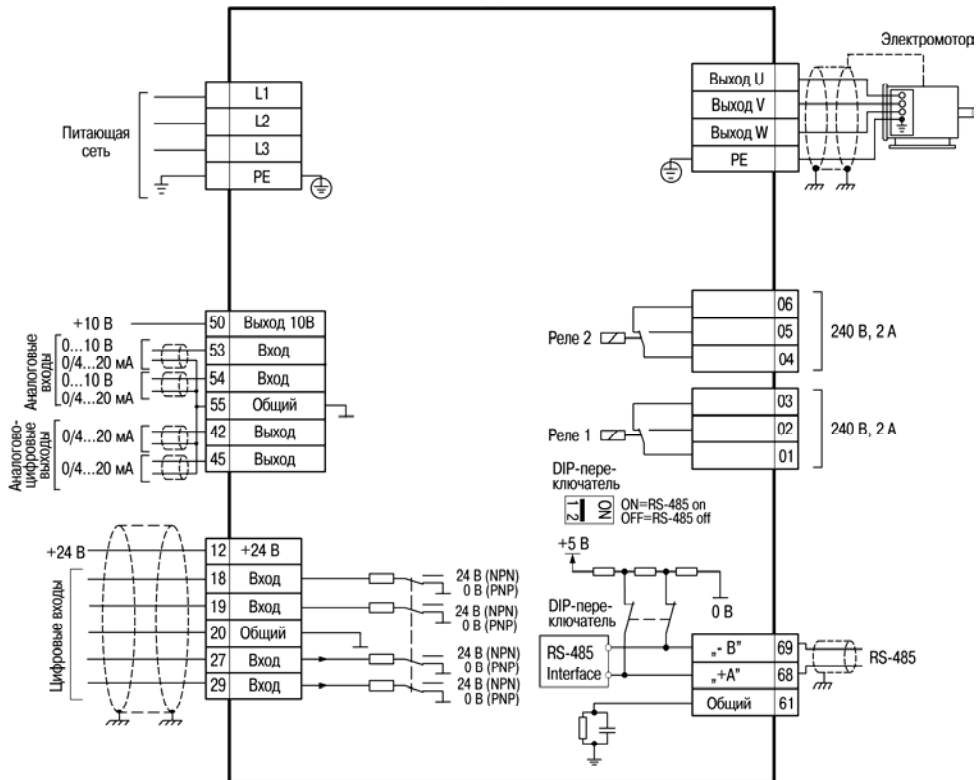 Питающая
сеть
L1
L2
L3
PE
Электромотор
Выход U
Выход V
Выход W
PE
Аналоговые
входы
+10 В
0...10 В
0/4...20 мА
0...10 В
0/4...20 мА
Аналогово-
цифровые
выходы
0/4...20 мА
0/4...20 мА
50 Выход 10В
53 Вход
54 Вход
55 Общий
42 Выход
45 Выход
Реле 2
06
05
04
240 В, 2 А
Реле 1
03
02
01
240 В, 2 А
DIP-пере-
ключатель
1 2
ON
ON=RS-485 on
OFF=RS-485 off
+24 В
Цифровые входы
12 +24 В
18 Вход
19 Вход
20 Общий
27 Вход
29 Вход
24 В (NPN)
0 В (PNP)
24 В (NPN)
0 В (PNP)
24 В (NPN)
0 В (PNP)
24 В (NPN)
0 В (PNP)
+5 В
0 В
DIP-пере-
ключатель
RS-485
Interface
„- B” 69
„+A” 68
Общий 61
RS-485